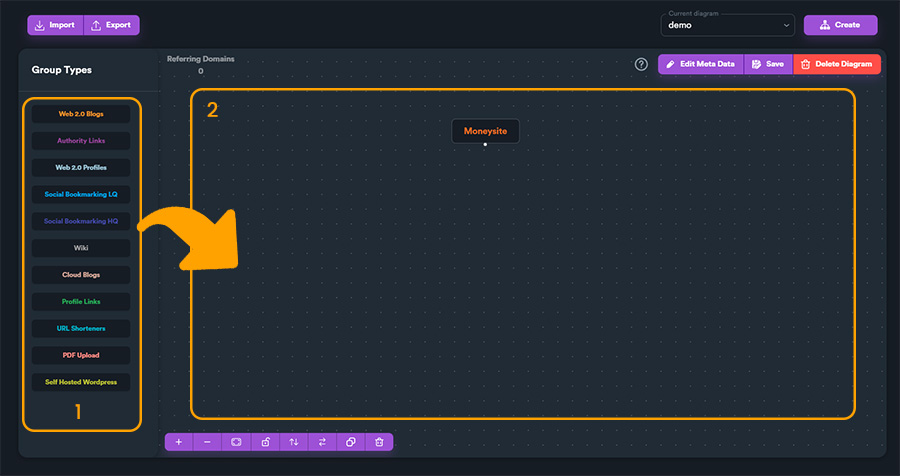 Import
Export
Current diagram
demo
Create
Group Types
Referring Domains
0
Edit Meta Data
Save
Delete Diagram
Web 2.0 Blogs
Authority Links
Web 2.0 Profiles
Social Bookmarking LQ
Social Bookmarking HQ
Wiki
Cloud Blogs
Profile Links
URL Shorteners
PDF Upload
Self Hosted Wordpress
1
2
Moneysite